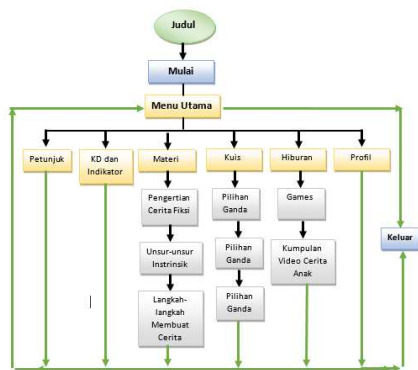 Judul
Mulai
Menu Utama
Petunjuk
KD dan
Indikator
Materi
Kuis
Hiburan
Profil
Pengertian
Cerita Fiksi
Pilihan
Ganda
Games
Keluar
Unsur-unsur
Instrinsik
Pilihan
Ganda
Kumpulan
Video Cerita
Anak
Langkah-
langkah
Membuat
Cerita
Pilihan
Ganda